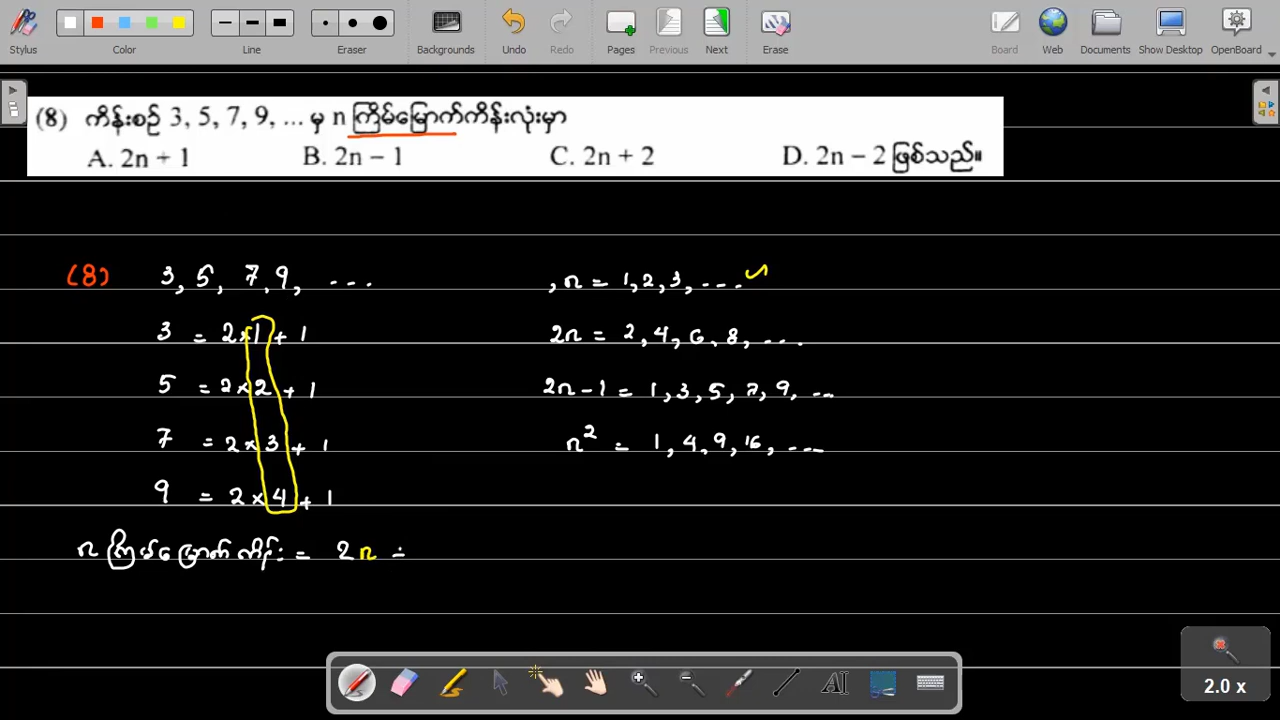 Stylus
Color
Line
Eraser
Backgrounds
Undo
Redo
Pages
Previous
Next
Erase
Board
Web
Documents
Show Desktop
OpenBoard
(8) ကိန်းစဉ် 3, 5, 7, 9, ... မှ n ကြိမ်မြောက်ကိန်းလုံးမှာ
A. 2n + 1 B. 2n − 1 C. 2n + 2 D. 2n − 2 ဖြစ်သည်။
(8) 3, 5, 7, 9, ... , n = 1, 2, 3, ...
3 = 2×1 + 1 2n = 2, 4, 6, 8, ...
5 = 2×2 + 1 2n-1 = 1, 3, 5, 7, 9, ...
7 = 2×3 + 1 n² = 1, 4, 9, 16, ...
9 = 2×4 + 1
n ကြိမ်မြောက်ကိန်း = 2n
2.0 x